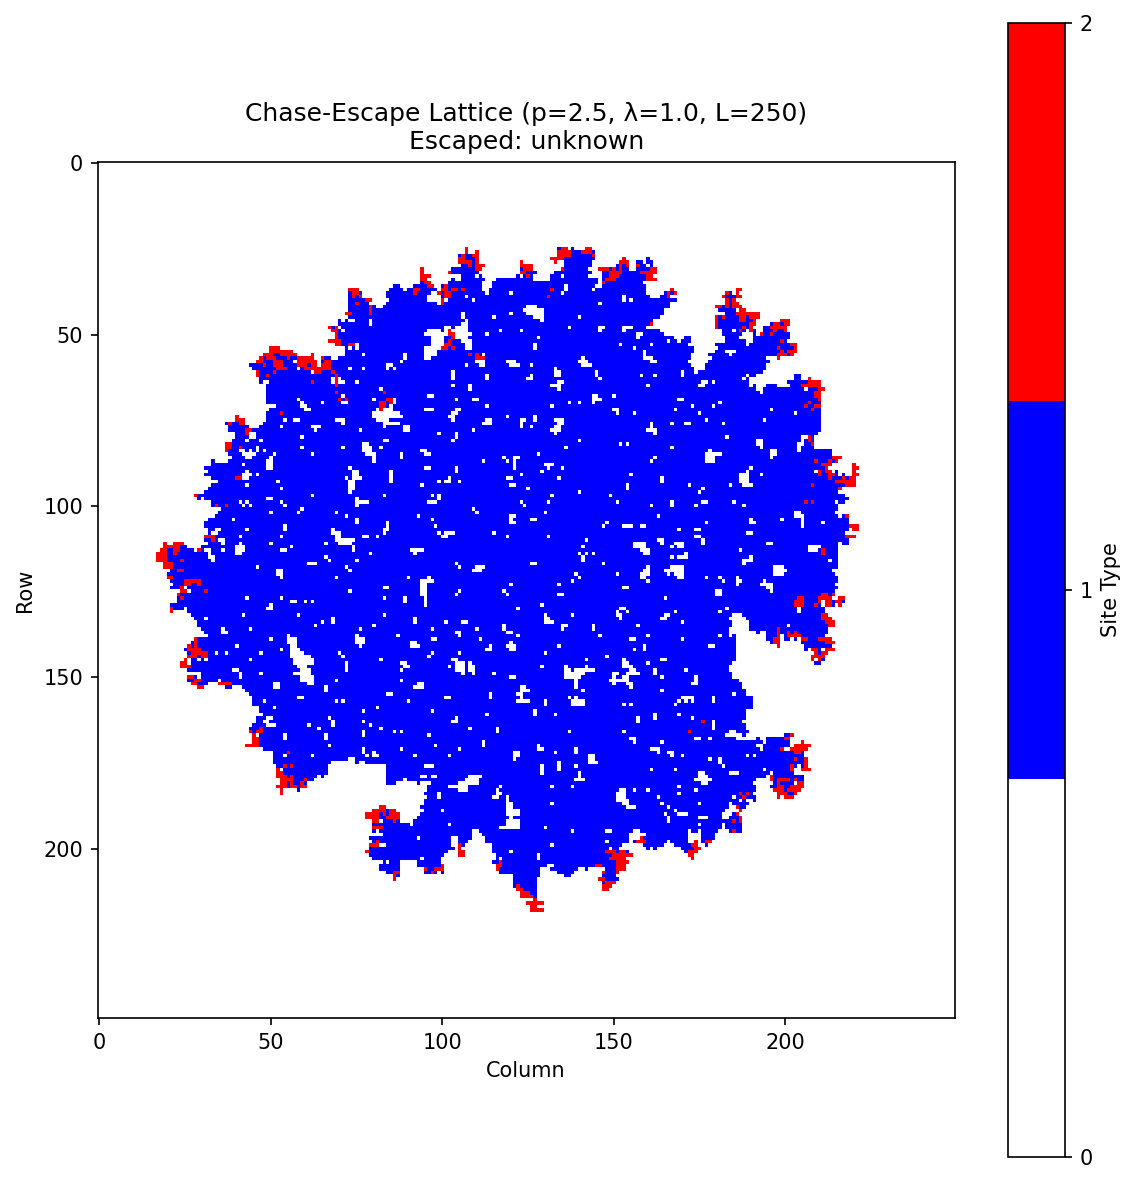 Chase-Escape Lattice (p=2.5, λ=1.0, L=250)
Escaped: unknown
0
50
100
150
200
Row
0
50
100
150
200
Column
2
1
0
Site Type